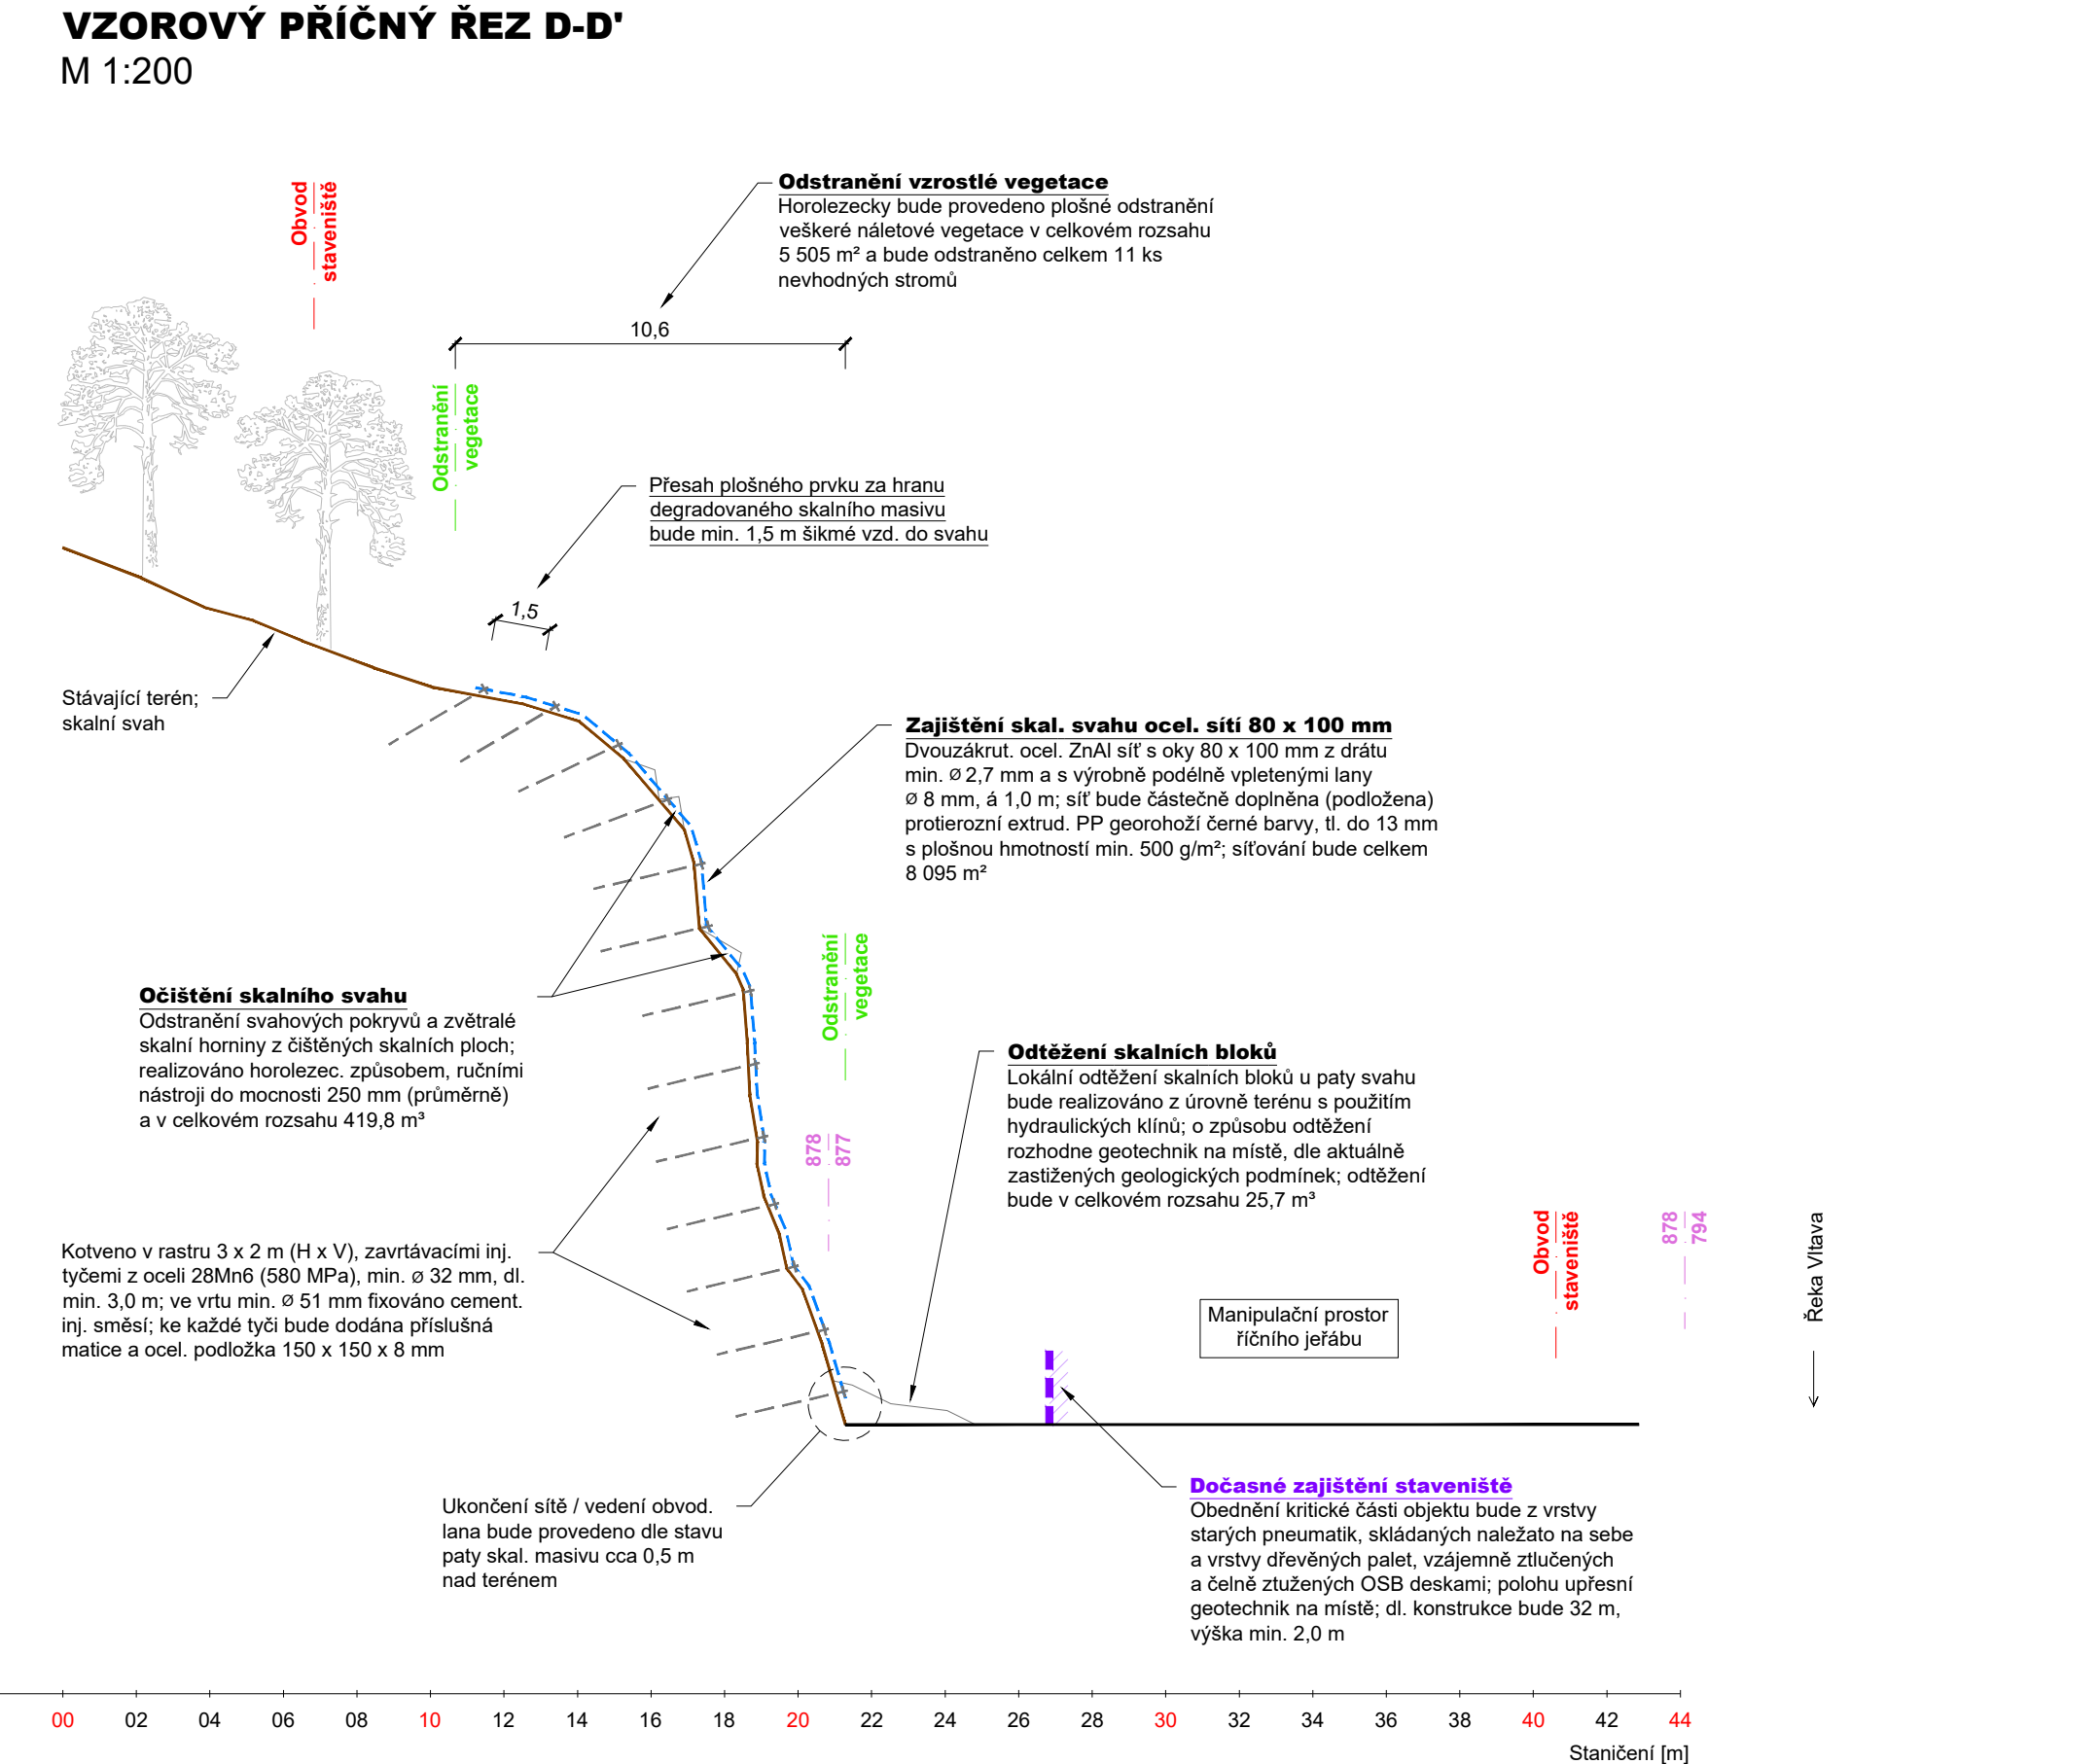 VZOROVÝ PŘÍČNÝ ŘEZ D-D'
M 1:200
Obvod
staveniště
Odstranění vzrostlé vegetace
Horolezecky bude provedeno plošné odstranění
veškeré náletové vegetace v celkovém rozsahu
5 505 m² a bude odstraněno celkem 11 ks
nevhodných stromů
10,6
Odstranění
vegetace
Přesah plošného prvku za hranu
degradovaného skalního masivu
bude min. 1,5 m šikmé vzd. do svahu
1,5
Stávající terén;
skalní svah
Zajištění skal. svahu ocel. sítí 80 x 100 mm
Dvouzákrut. ocel. ZnAl síť s oky 80 x 100 mm z drátu
min. ⌀ 2,7 mm a s výrobně podélně vpletenými lany
⌀ 8 mm, á 1,0 m; síť bude částečně doplněna (podložena)
protierozní extrud. PP georohoží černé barvy, tl. do 13 mm
s plošnou hmotností min. 500 g/m²; síťování bude celkem
8 095 m²
Odstranění
vegetace
Očištění skalního svahu
Odstranění svahových pokryvů a zvětralé
skalní horniny z čištěných skalních ploch;
realizováno horolezec. způsobem, ručními
nástroji do mocnosti 250 mm (průměrně)
a v celkovém rozsahu 419,8 m³
Odtěžení skalních bloků
Lokální odtěžení skalních bloků u paty svahu
bude realizováno z úrovně terénu s použitím
hydraulických klínů; o způsobu odtěžení
rozhodne geotechnik na místě, dle aktuálně
zastižených geologických podmínek; odtěžení
bude v celkovém rozsahu 25,7 m³
878
877
Kotveno v rastru 3 x 2 m (H x V), zavrtávacími inj.
tyčemi z oceli 28Mn6 (580 MPa), min. ⌀ 32 mm, dl.
min. 3,0 m; ve vrtu min. ⌀ 51 mm fixováno cement.
inj. směsí; ke každé tyči bude dodána příslušná
matice a ocel. podložka 150 x 150 x 8 mm
Obvod
staveniště
878
794
Řeka Vltava
Manipulační prostor
říčního jeřábu
Ukončení sítě / vedení obvod.
lana bude provedeno dle stavu
paty skal. masivu cca 0,5 m
nad terénem
Dočasné zajištění staveniště
Obednění kritické části objektu bude z vrstvy
starých pneumatik, skládaných naležato na sebe
a vrstvy dřevěných palet, vzájemně ztlučených
a čelně ztužených OSB deskami; polohu upřesní
geotechnik na místě; dl. konstrukce bude 32 m,
výška min. 2,0 m
00 02 04 06 08 10 12 14 16 18 20 22 24 26 28 30 32 34 36 38 40 42 44
Staničení [m]